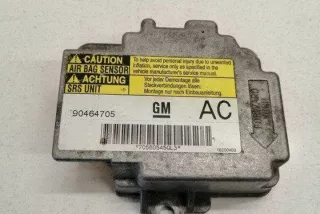 CAUTION
AIR BAG SENSOR
ACHTUNG
SRS UNIT
To help avoid personal injury due to unwanted
inflation, service only as specified in the
vehicle manufacturer's service manual.
Vor jeder Demontage alle
Steckverbindungen lösen!
Montage nur nach Einbauanleitung.
90464705
GM
AC